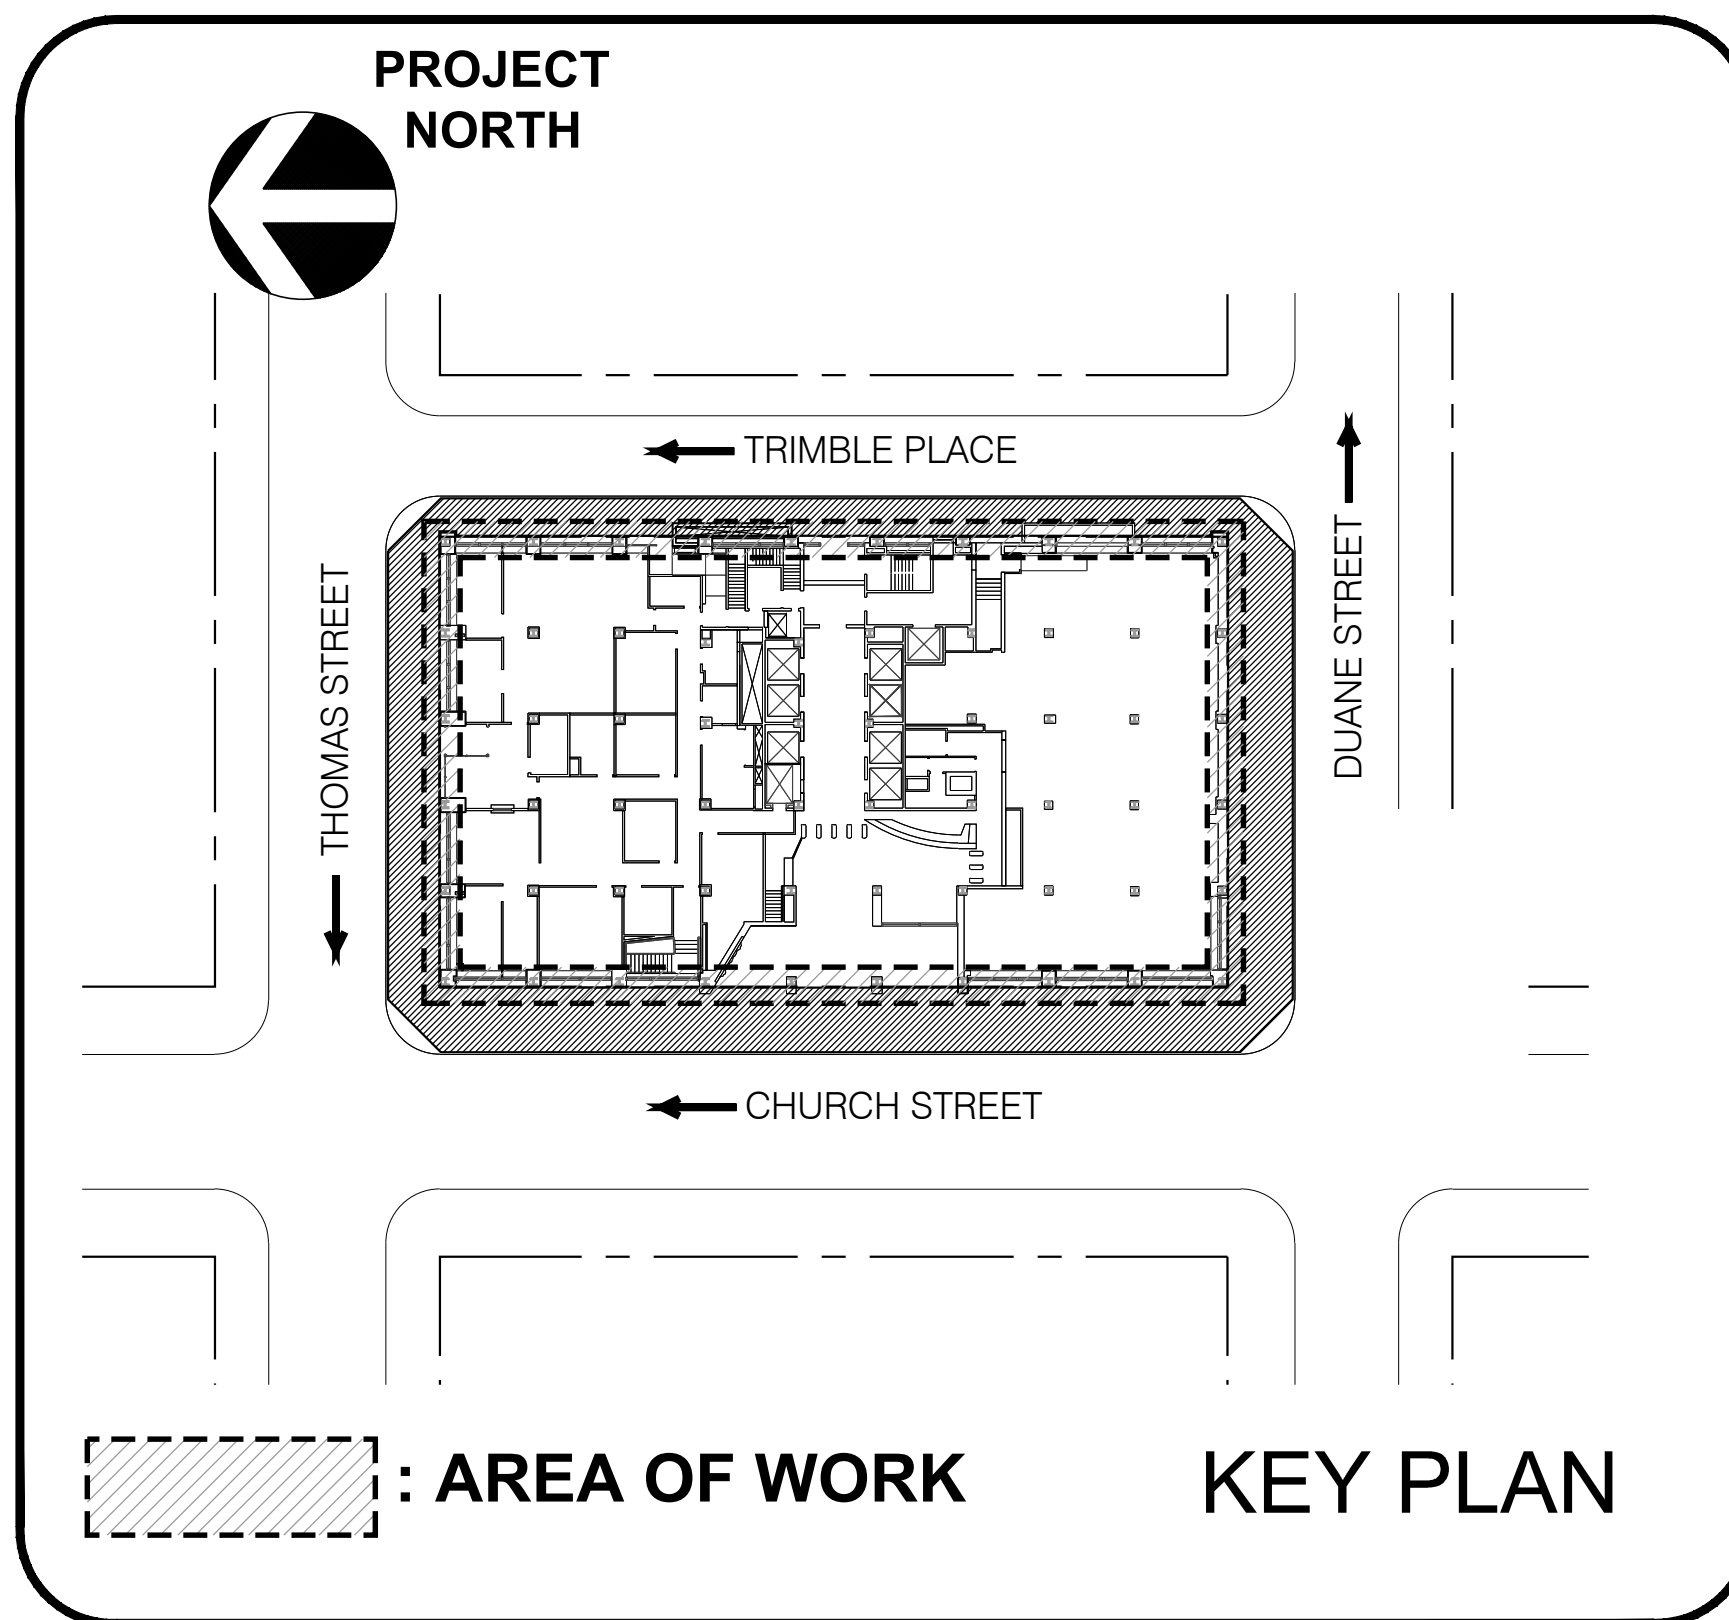 PROJECT
NORTH
TRIMBLE PLACE
THOMAS STREET
DUANE STREET
CHURCH STREET
: AREA OF WORK
KEY PLAN